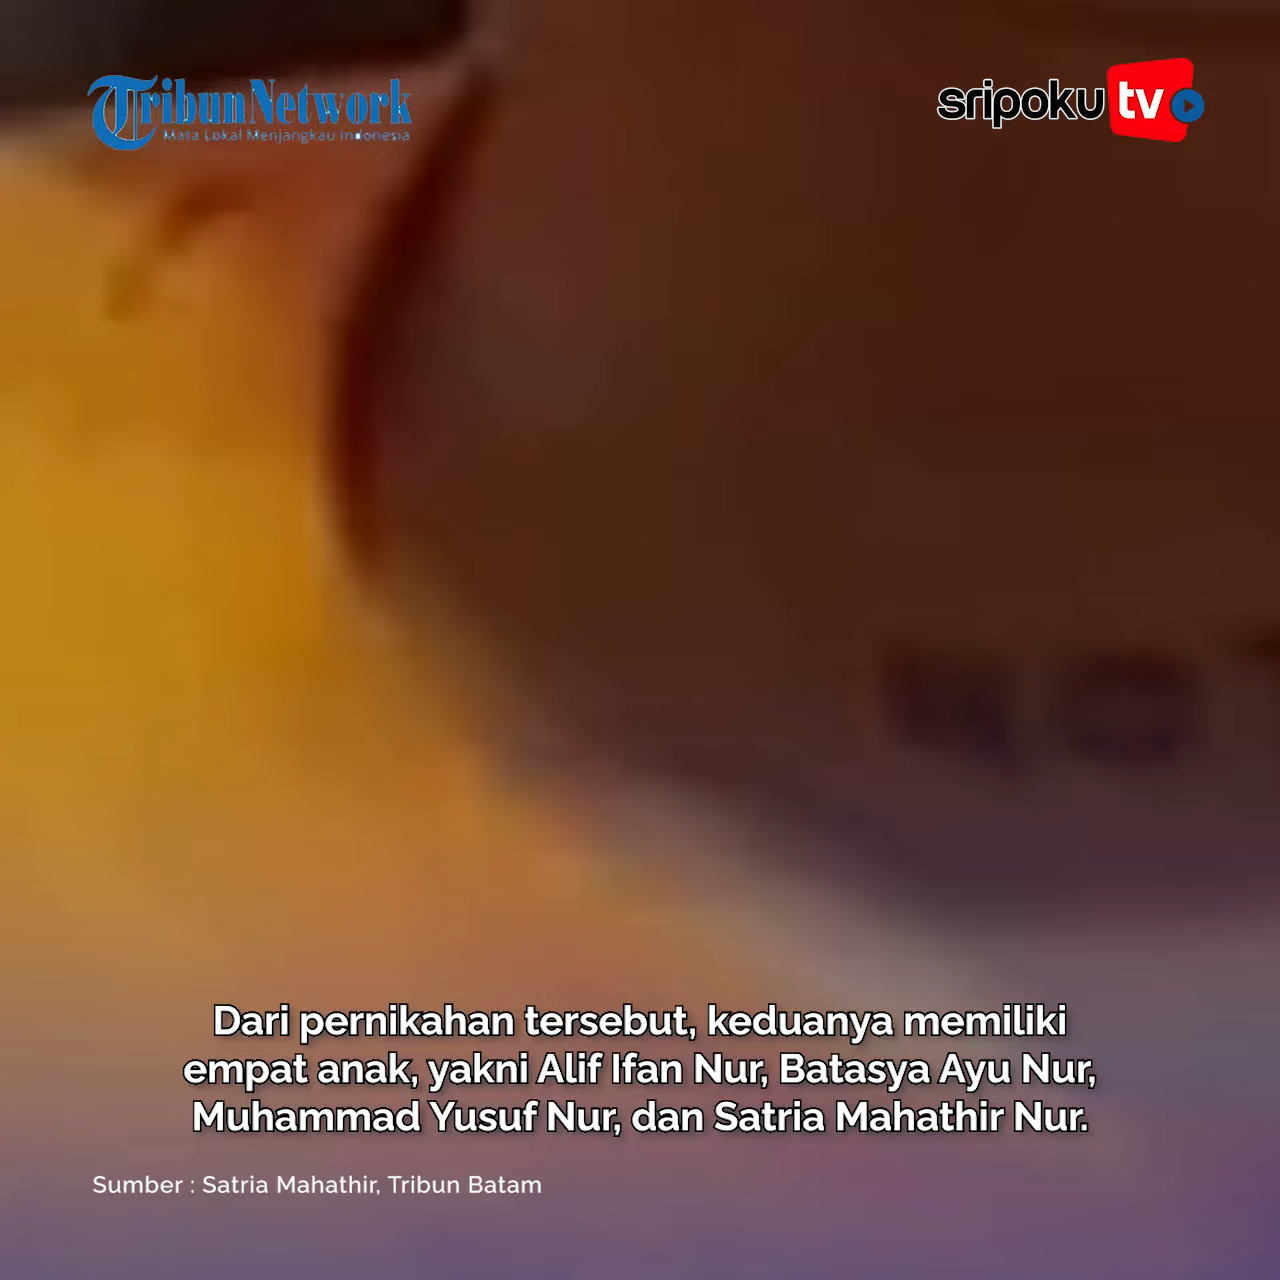 TribunNetwork
Mata Lokal Menjangkau Indonesia
sripoku tv
Dari pernikahan tersebut, keduanya memiliki
empat anak, yakni Alif Ifan Nur, Batasya Ayu Nur,
Muhammad Yusuf Nur, dan Satria Mahathir Nur.
Sumber : Satria Mahathir, Tribun Batam